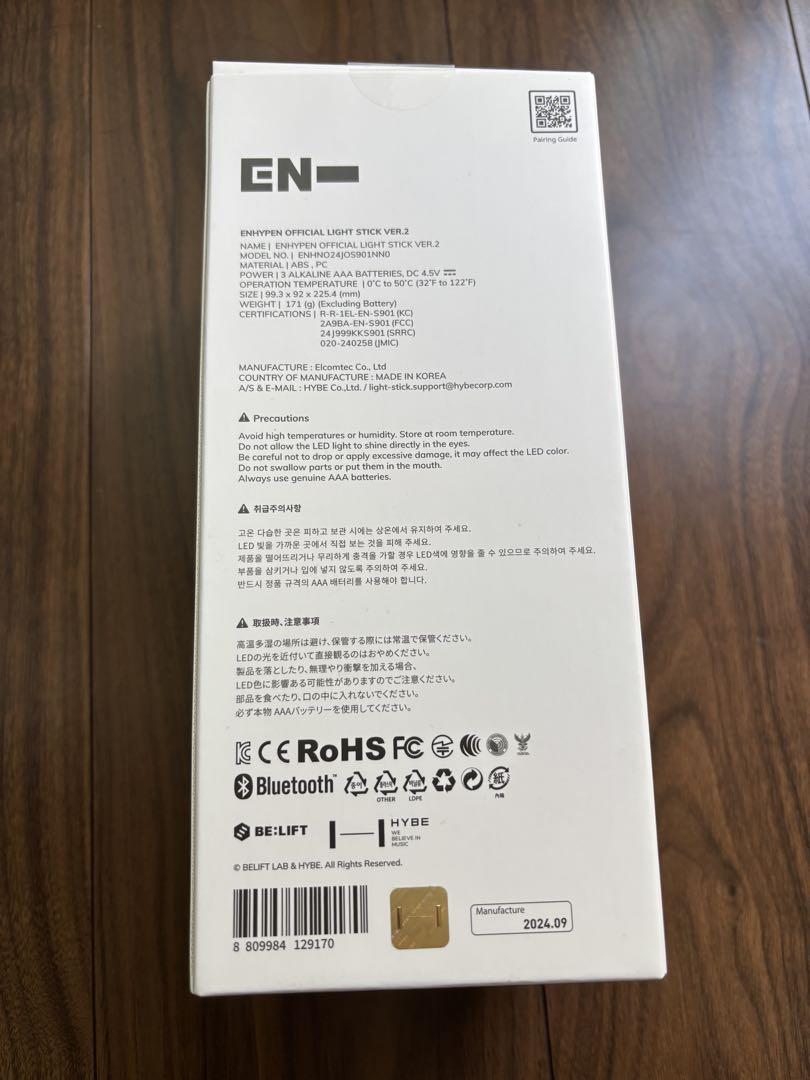 Pairing Guide
EN-
ENHYPEN OFFICIAL LIGHT STICK VER.2
NAME | ENHYPEN OFFICIAL LIGHT STICK VER.2
MODEL NO. | ENHNO24JOS901NN0
MATERIAL | ABS , PC
POWER | 3 ALKALINE AAA BATTERIES, DC 4.5V
OPERATION TEMPERATURE | 0˚C to 50˚C (32˚F to 122˚F)
SIZE | 99.3 x 92 x 225.4 (mm)
WEIGHT | 171 (g) (Excluding Battery)
CERTIFICATIONS | R-R-1EL-EN-S901 (KC)
2A9BA-EN-S901 (FCC)
24J999KKS901 (SRRC)
020-240258 (JMIC)
MANUFACTURE : Elcomtec Co., Ltd
COUNTRY OF MANUFACTURE : MADE IN KOREA
A/S & E-MAIL : HYBE Co.,Ltd. / light-stick.support@hybecorp.com
Precautions
Avoid high temperatures or humidity. Store at room temperature.
Do not allow the LED light to shine directly in the eyes.
Be careful not to drop or apply excessive damage, it may affect the LED color.
Do not swallow parts or put them in the mouth.
Always use genuine AAA batteries.
취급주의사항
고온 다습한 곳은 피하고 보관 시에는 상온에서 유지하여 주세요.
LED 빛을 가까운 곳에서 직접 보는 것을 피해 주세요.
제품을 떨어뜨리거나 무리하게 충격을 가할 경우 LED색에 영향을 줄 수 있으므로 주의하여 주세요.
부품을 삼키거나 입에 넣지 않도록 주의하여 주세요.
반드시 정품 규격의 AAA 배터리를 사용해야 합니다.
取扱時、注意事項
高温多湿の場所は避け、保管する際には常温で保管ください。
LEDの光を近付いて直接観るのはおやめください。
製品を落としたり、無理やり衝撃を加える場合、
LED色に影響ある可能性がありますのでご注意ください。
部品を食べたり、口の中に入れないでください。
必ず本物 AAAバッテリーを使用してください。
CE RoHS FC
Bluetooth™ 종이 紙
OTHER LDPE 內箱
BE:LIFT HYBE
WE
BELIEVE IN
MUSIC
© BELIFT LAB & HYBE. All Rights Reserved.
Manufacture
2024.09
8 809984 129170